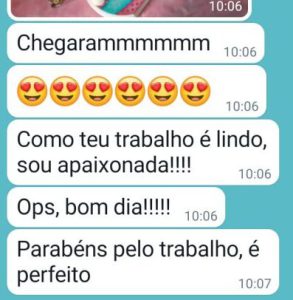 10:06
Chegarammmmmm 10:06
😍😍😍😍😍😍 10:06
Como teu trabalho é lindo,
sou apaixonada!!!! 10:06
Ops, bom dia!!!!! 10:06
Parabéns pelo trabalho, é
perfeito 10:07